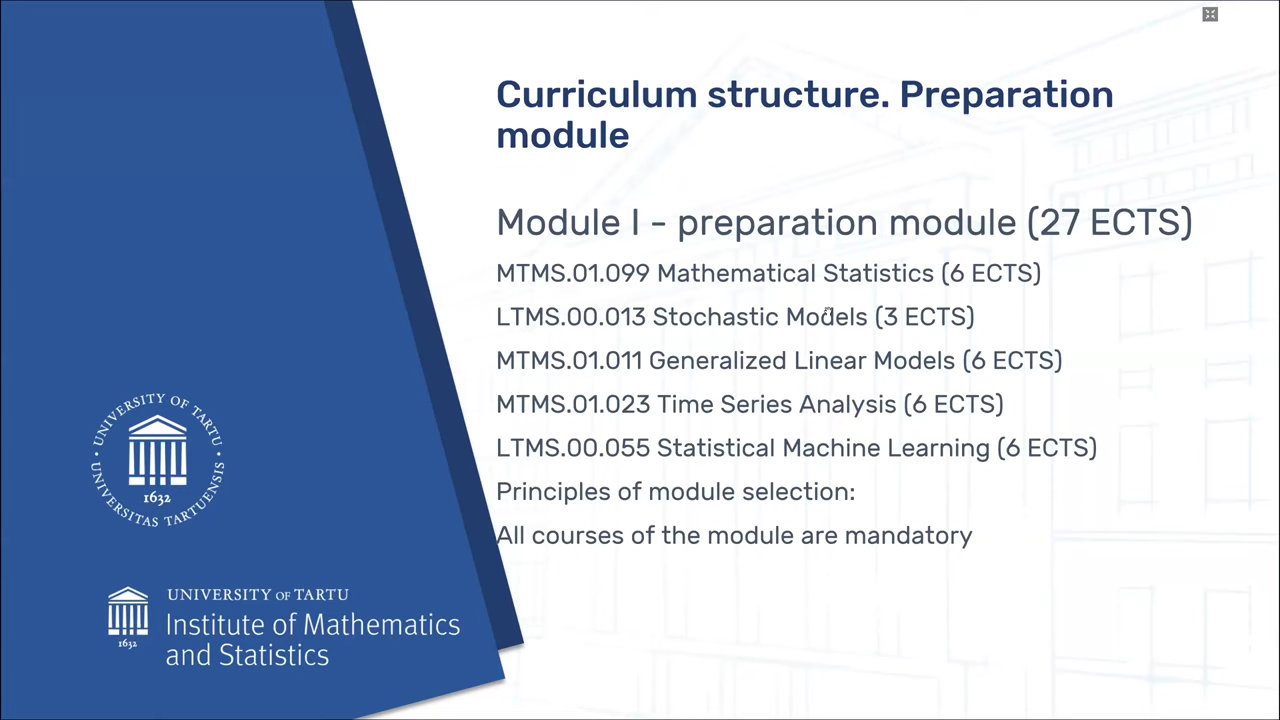 Curriculum structure. Preparation
module
Module I - preparation module (27 ECTS)
MTMS.01.099 Mathematical Statistics (6 ECTS)
LTMS.00.013 Stochastic Models (3 ECTS)
MTMS.01.011 Generalized Linear Models (6 ECTS)
MTMS.01.023 Time Series Analysis (6 ECTS)
LTMS.00.055 Statistical Machine Learning (6 ECTS)
Principles of module selection:
All courses of the module are mandatory
UNIVERSITY OF TARTU
1632
UNIVERSITAS TARTUENSIS
UNIVERSITY OF TARTU
Institute of Mathematics
and Statistics
1632